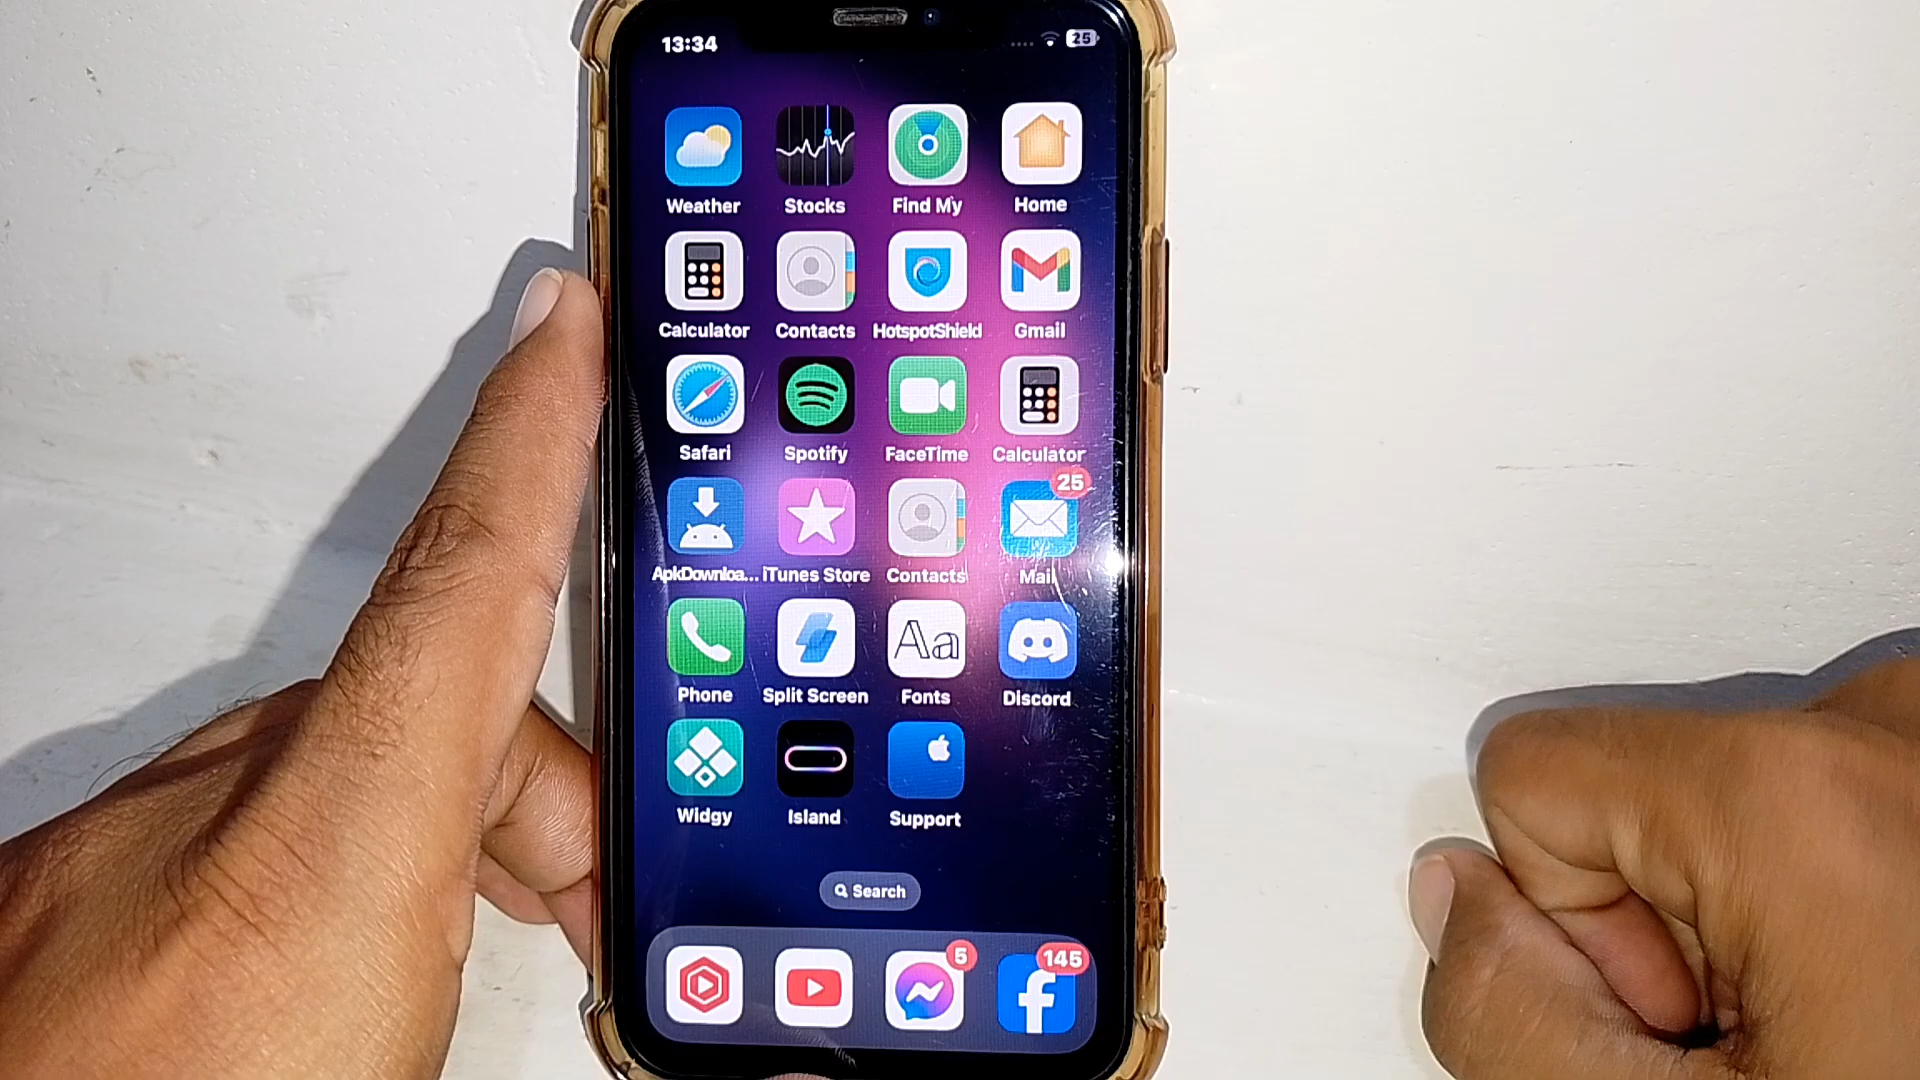 13:34 25
Weather Stocks Find My Home
Calculator Contacts HotspotShield Gmail
Safari Spotify FaceTime Calculator
25
ApkDownloa... iTunes Store Contacts Mail
Aa
Phone Split Screen Fonts Discord
Widgy Island Support
Search
5 145